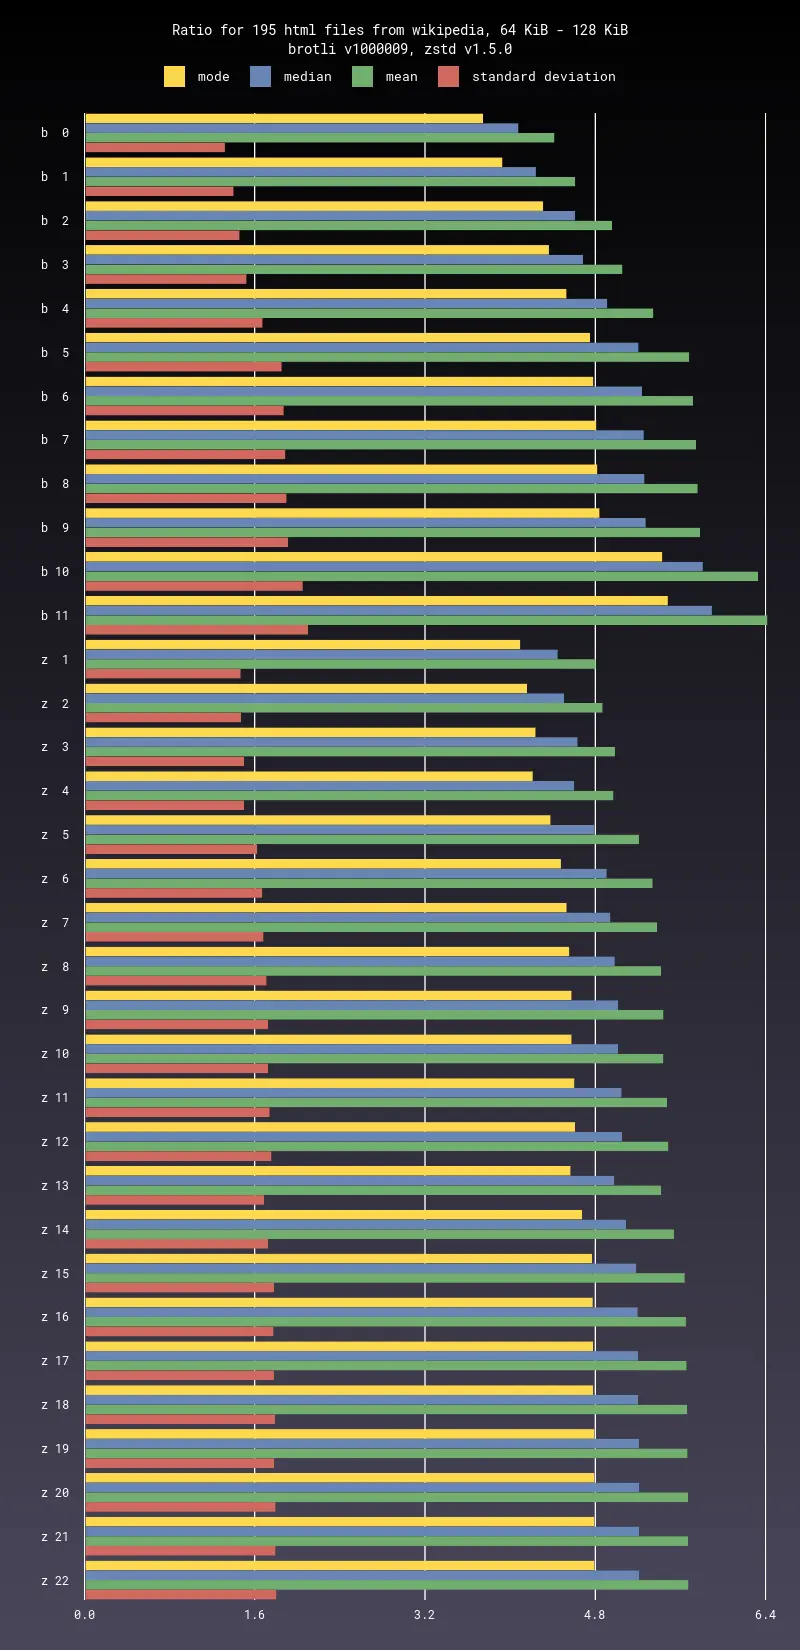 Ratio for 195 html files from wikipedia, 64 KiB - 128 KiB
brotli v1000009, zstd v1.5.0
mode median mean standard deviation
b 0
b 1
b 2
b 3
b 4
b 5
b 6
b 7
b 8
b 9
b 10
b 11
z 1
z 2
z 3
z 4
z 5
z 6
z 7
z 8
z 9
z 10
z 11
z 12
z 13
z 14
z 15
z 16
z 17
z 18
z 19
z 20
z 21
z 22
0.0 1.6 3.2 4.8 6.4